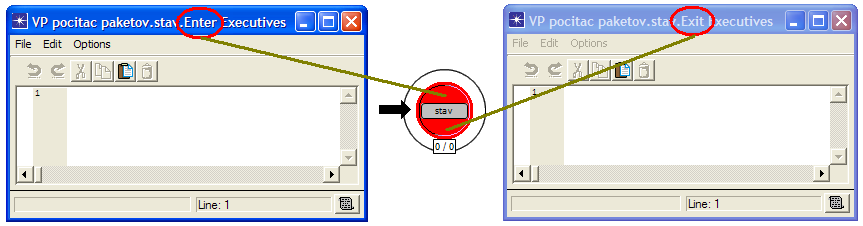 VP pocitac paketov.stav.Enter Executives
File Edit Options
1
Line: 1
stav
0 / 0
VP pocitac paketov.stav.Exit Executives
File Edit Options
1
Line: 1